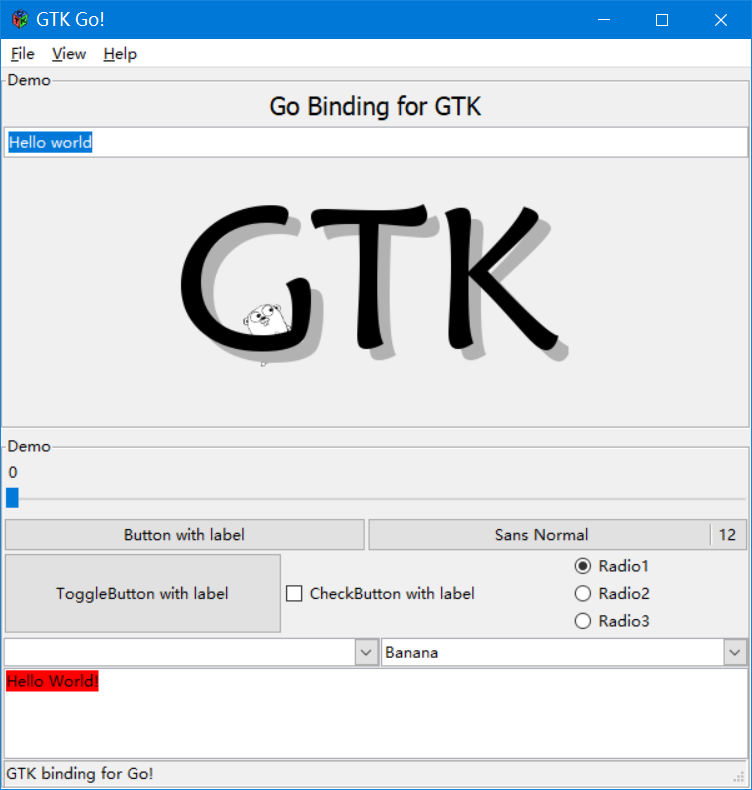 GTK Go!
File View Help
Demo
Go Binding for GTK
Hello world
GTK
Demo
0
Button with label
Sans Normal 12
ToggleButton with label
CheckButton with label
Radio1
Radio2
Radio3
Banana
Hello World!
GTK binding for Go!